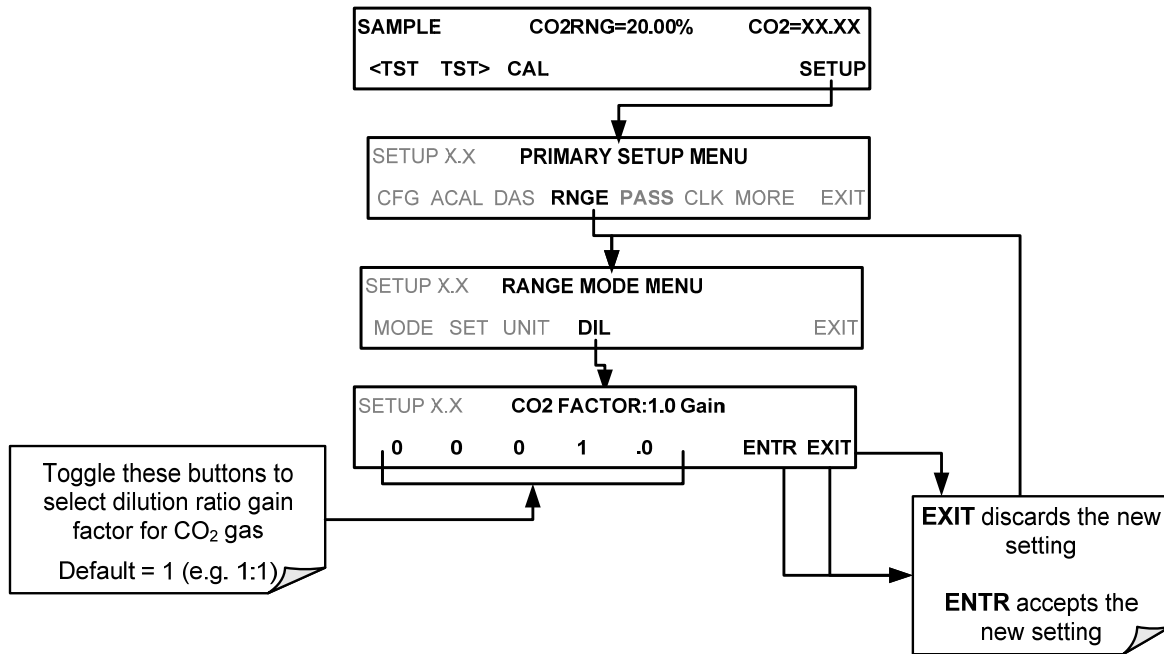 SAMPLE CO2RNG=20.00% CO2=XX.XX
<TST TST> CAL SETUP
SETUP X.X PRIMARY SETUP MENU
CFG ACAL DAS RNGE PASS CLK MORE EXIT
SETUP X.X RANGE MODE MENU
MODE SET UNIT DIL EXIT
SETUP X.X CO2 FACTOR:1.0 Gain
0 0 0 1 .0 ENTR EXIT
Toggle these buttons to
select dilution ratio gain
factor for CO₂ gas
Default = 1 (e.g. 1:1)
EXIT discards the new
setting
ENTR accepts the
new setting